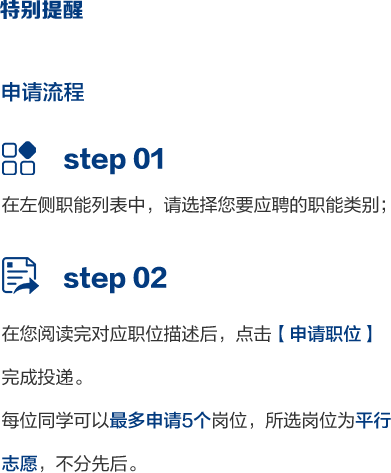 特别提醒
申请流程
step 01
在左侧职能列表中，请选择您要应聘的职能类别；
step 02
在您阅读完对应职位描述后，点击【申请职位】
完成投递。
每位同学可以最多申请5个岗位，所选岗位为平行
志愿，不分先后。